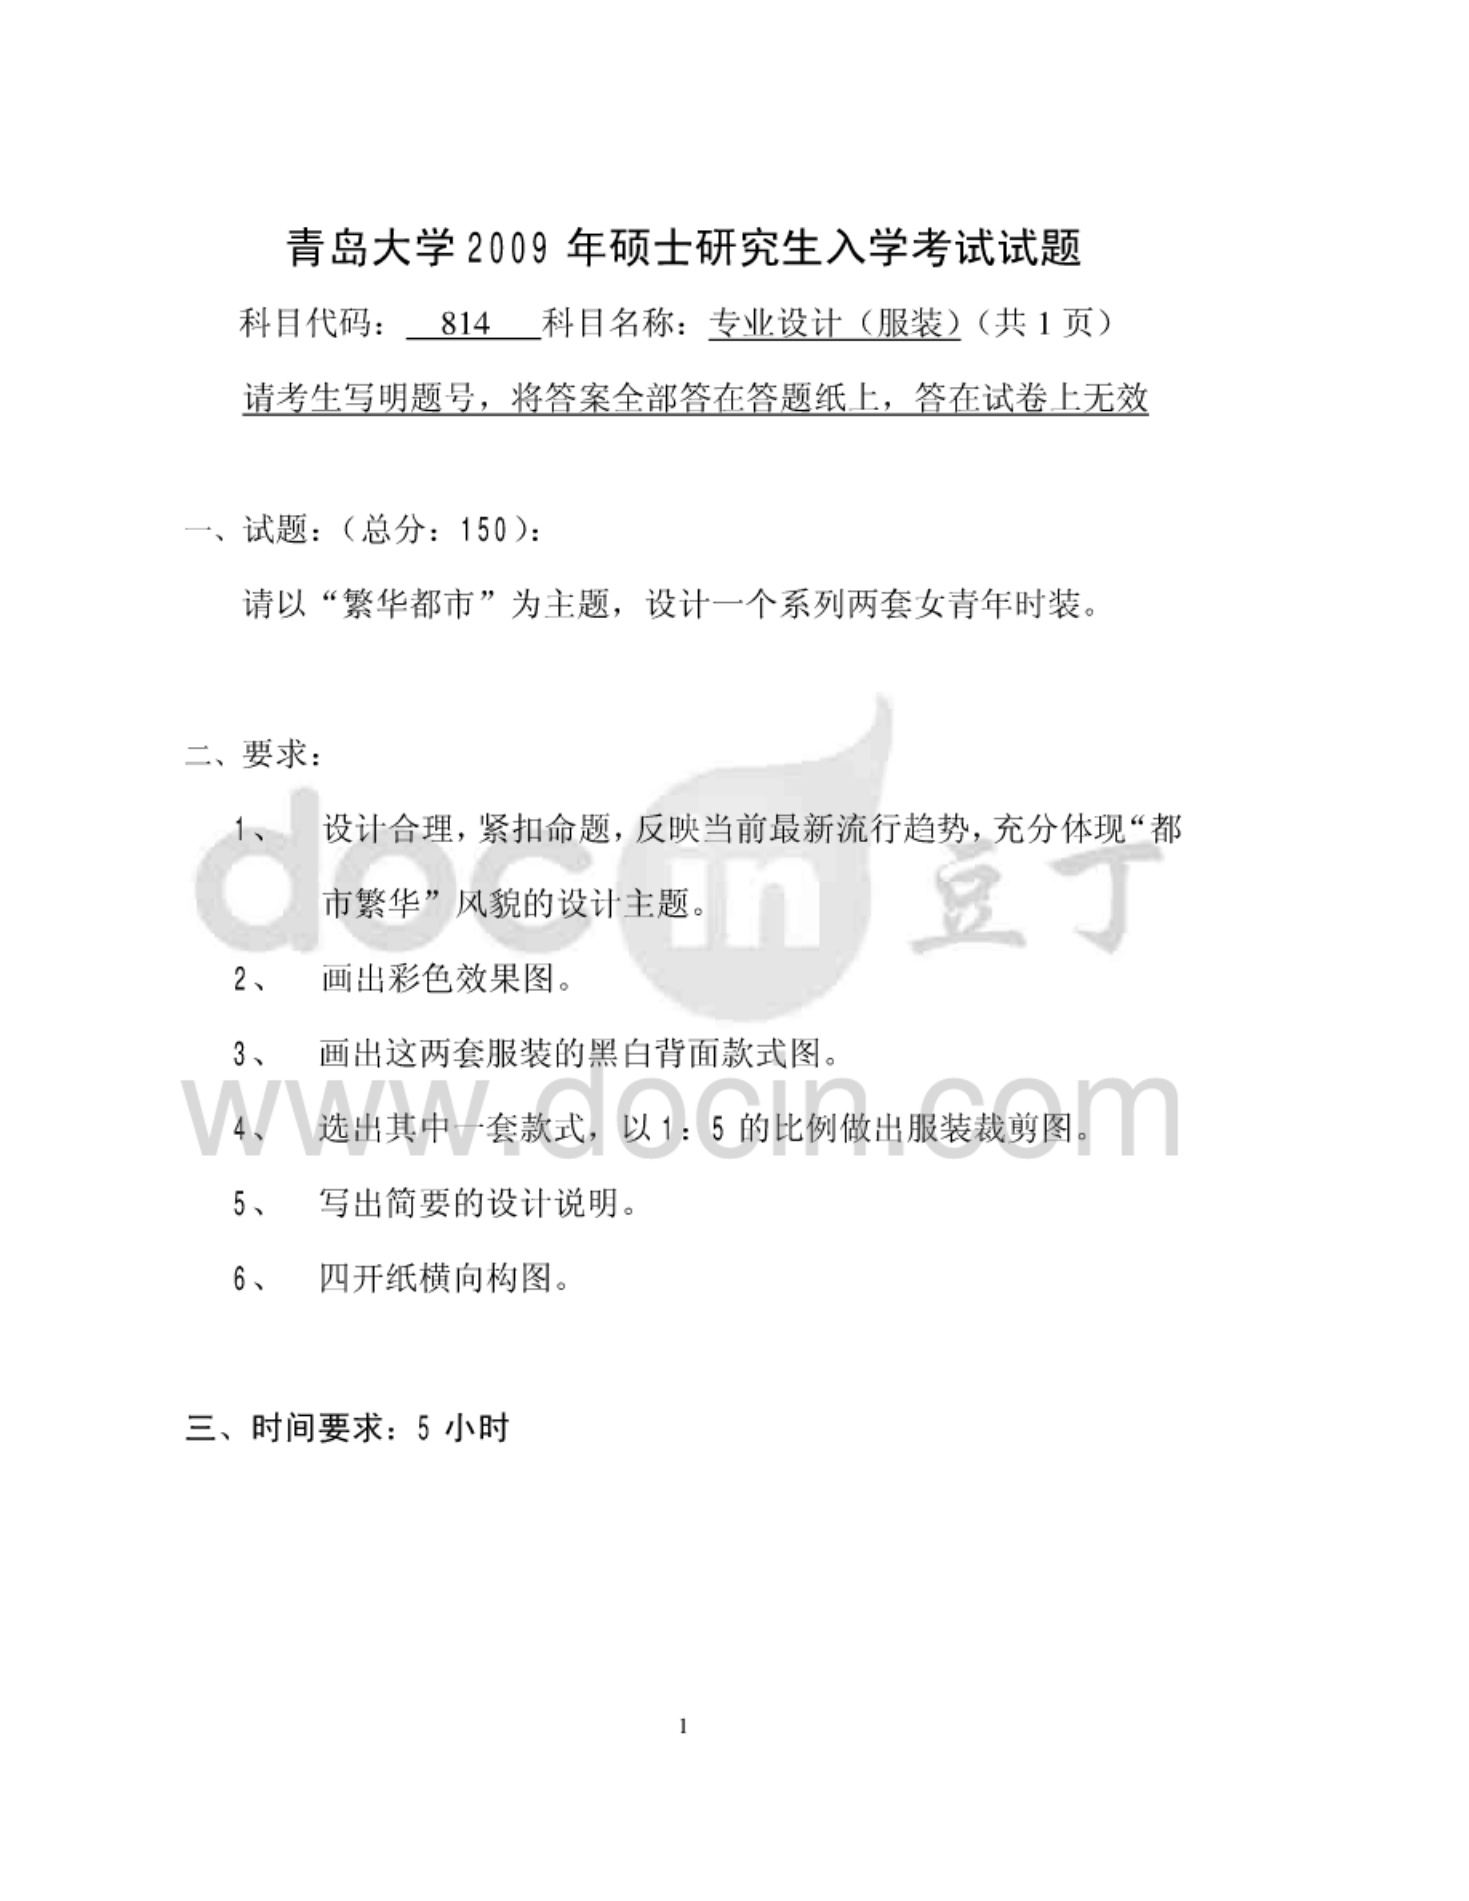 青岛大学2009 年硕士研究生入学考试试题
科目代码：  814  科目名称：专业设计（服装）（共 1 页）
请考生写明题号，将答案全部答在答题纸上，答在试卷上无效
一、试题：（总分：150）：
请以“繁华都市”为主题，设计一个系列两套女青年时装。
二、要求：
1、 设计合理，紧扣命题，反映当前最新流行趋势，充分体现“都
市繁华”风貌的设计主题。
2、 画出彩色效果图。
3、 画出这两套服装的黑白背面款式图。
4、 选出其中一套款式，以1：5 的比例做出服装裁剪图。
5、 写出简要的设计说明。
6、 四开纸横向构图。
三、时间要求：5 小时
docin 豆丁
www.docin.com
1